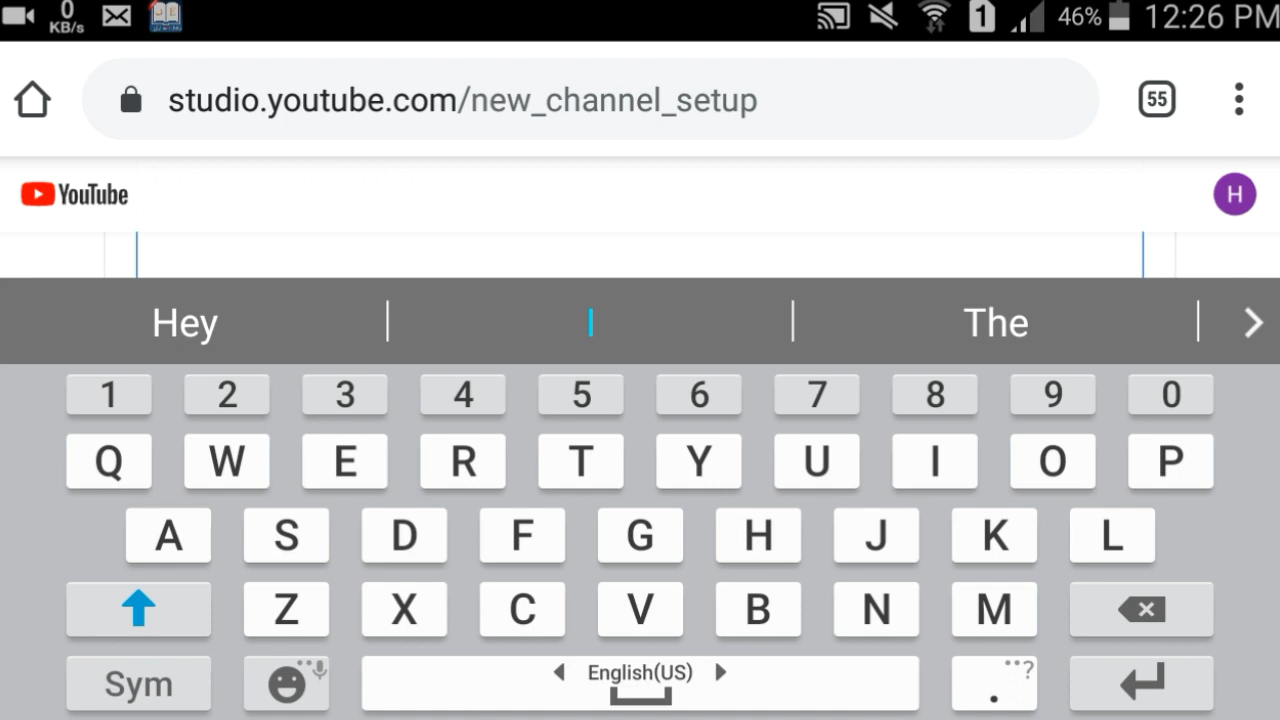 0 KB/s 1 46% 12:26 PM
studio.youtube.com/new_channel_setup 55
YouTube H
Hey I The
1 2 3 4 5 6 7 8 9 0
Q W E R T Y U I O P
A S D F G H J K L
Z X C V B N M
Sym English(US) . ?